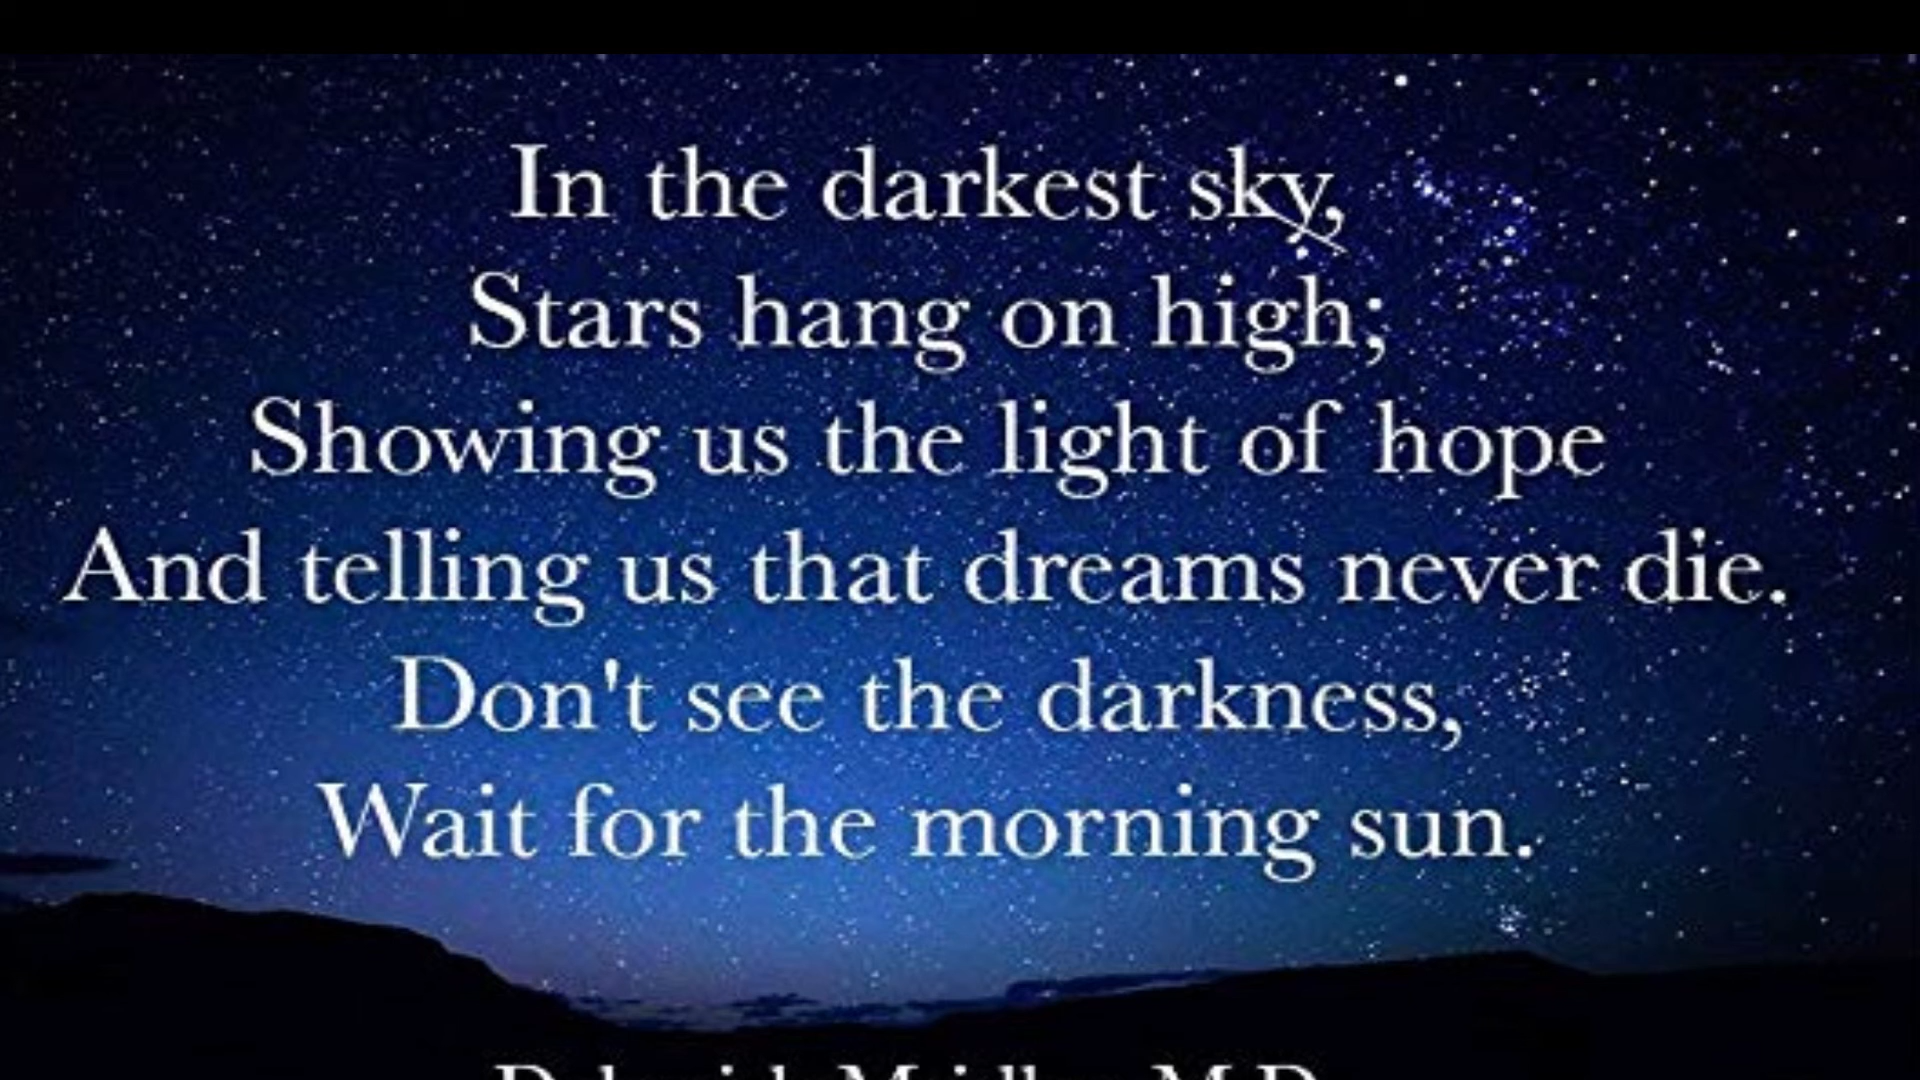 In the darkest sky,
Stars hang on high;
Showing us the light of hope
And telling us that dreams never die.
Don't see the darkness,
Wait for the morning sun.
M.D.